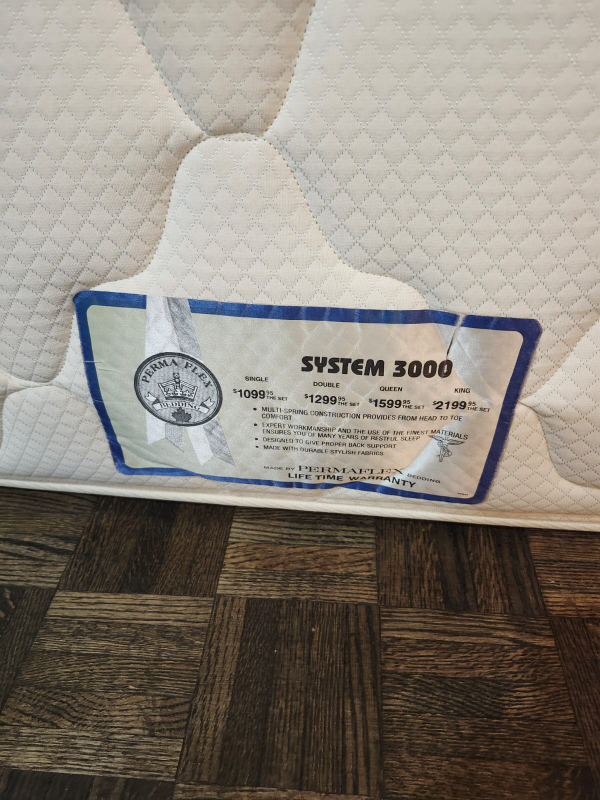 PERMA FLEX
BEDDING
SYSTEM 3000
SINGLE DOUBLE QUEEN KING
$1099.95 THE SET $1299.95 THE SET $1599.95 THE SET $2199.95 THE SET
• MULTI-SPRING CONSTRUCTION PROVIDES FROM HEAD TO TOE
COMFORT
• EXPERT WORKMANSHIP AND THE USE OF THE FINEST MATERIALS
ENSURES YOU OF MANY YEARS OF RESTFUL SLEEP
• DESIGNED TO GIVE PROPER BACK SUPPORT
• MADE WITH DURABLE STYLISH FABRICS
MADE BY PERMAFLEX BEDDING
LIFE TIME WARRANTY